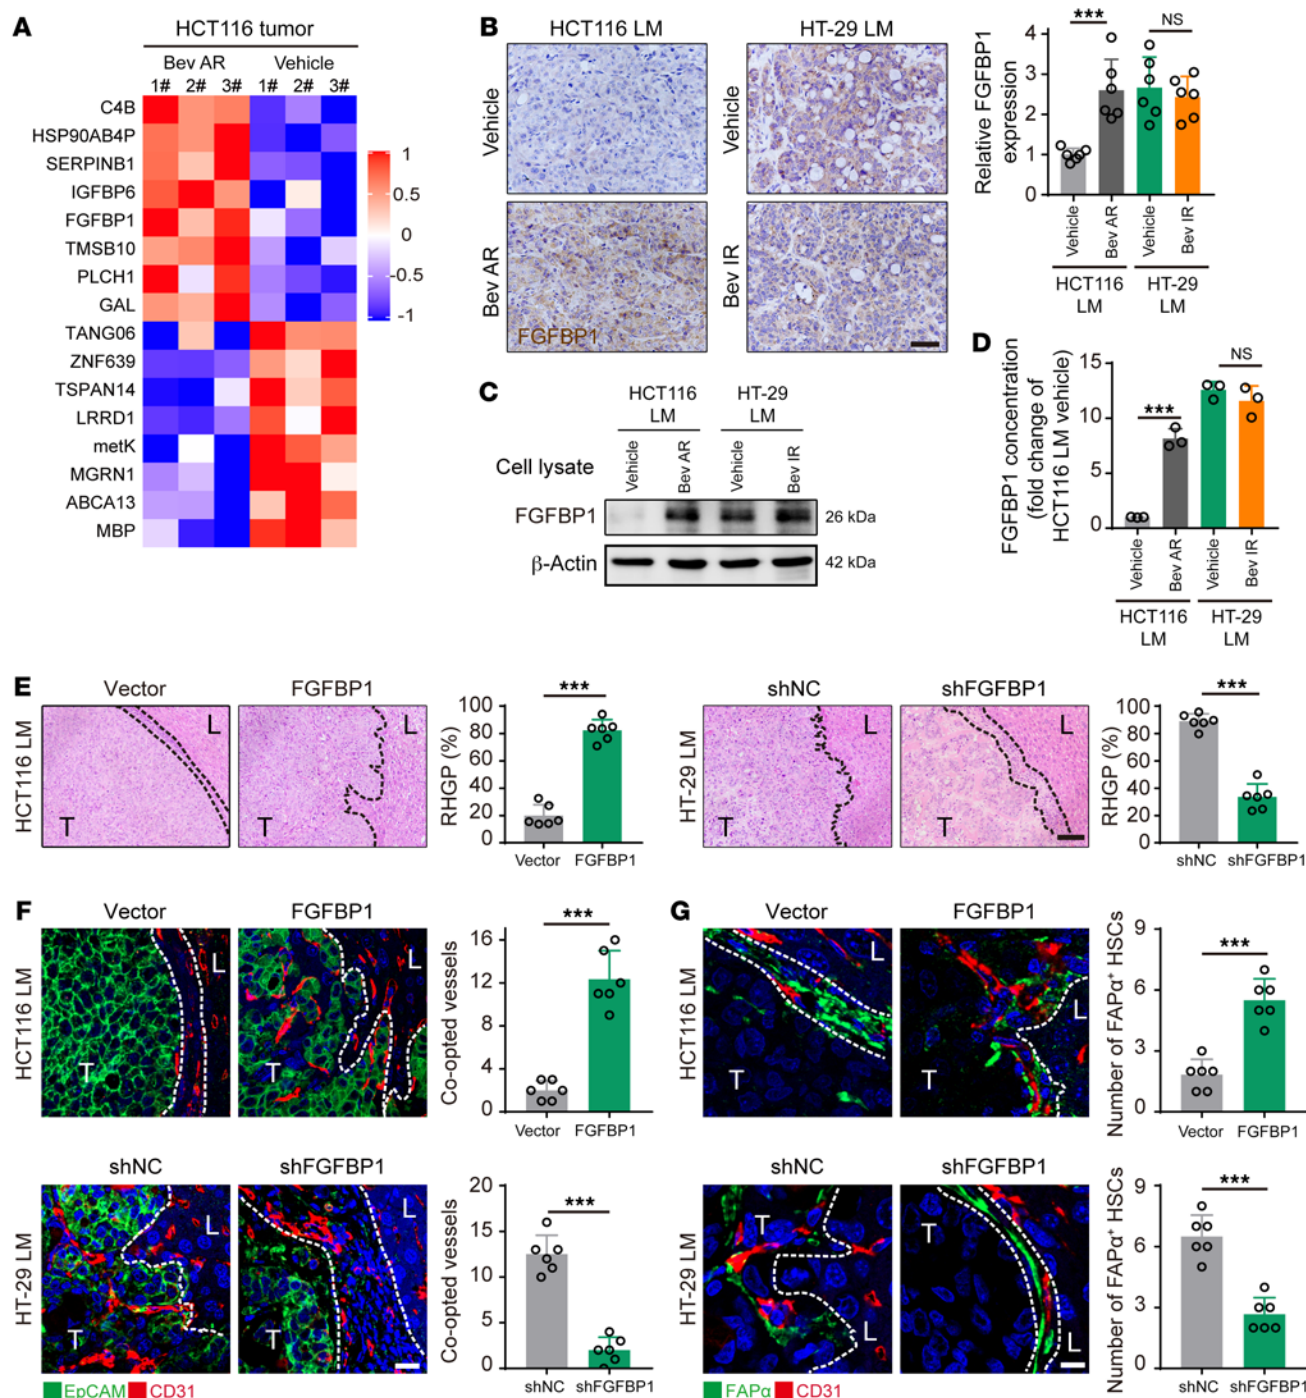 A
HCT116 tumor
Bev AR Vehicle
1# 2# 3# 1# 2# 3#
C4B
HSP90AB4P
SERPINB1
IGFBP6
FGFBP1
TMSB10
PLCH1
GAL
TANG06
ZNF639
TSPAN14
LRRD1
metK
MGRN1
ABCA13
MBP
1
0.5
0
-0.5
-1
B
HCT116 LM HT-29 LM
Vehicle Vehicle
Bev AR Bev IR
FGFBP1
Relative FGFBP1
expression
4
3
2
1
0
*** NS
Vehicle Bev AR Vehicle Bev IR
HCT116
LM
HT-29
LM
C
HCT116
LM
HT-29
LM
Cell lysate
Vehicle Bev AR Vehicle Bev IR
FGFBP1 26 kDa
β-Actin 42 kDa
D
FGFBP1 concentration
(fold change of
HCT116 LM vehicle)
15
10
5
0
*** NS
Vehicle Bev AR Vehicle Bev IR
HCT116
LM
HT-29
LM
E
Vector FGFBP1
HCT116 LM
T L T L
RHGP (%)
100
80
60
40
20
0
***
Vector FGFBP1
shNC shFGFBP1
HT-29 LM
T L T L
RHGP (%)
100
80
60
40
20
0
***
shNC shFGFBP1
F
Vector FGFBP1
HCT116 LM
T L T L
Co-opted vessels
16
12
8
4
0
***
Vector FGFBP1
shNC shFGFBP1
HT-29 LM
T L T L
EpCAM CD31
Co-opted vessels
20
15
10
5
0
***
shNC shFGFBP1
G
Vector FGFBP1
HCT116 LM
T L T L
Number of FAPα⁺ HSCs
9
6
3
0
***
Vector FGFBP1
shNC shFGFBP1
HT-29 LM
T L T L
FAPα CD31
Number of FAPα⁺ HSCs
9
6
3
0
***
shNC shFGFBP1